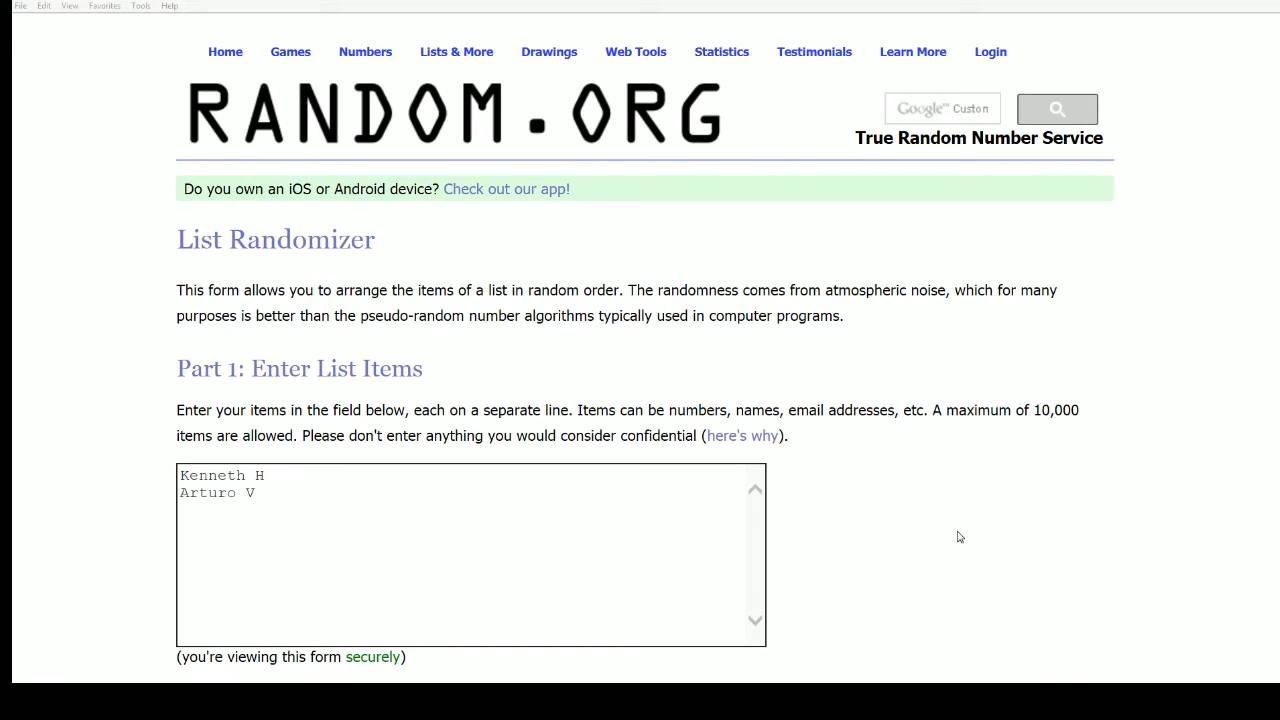 File Edit View Favorites Tools Help
Home Games Numbers Lists & More Drawings Web Tools Statistics Testimonials Learn More Login
RANDOM.ORG
Google™ Custon
True Random Number Service
Do you own an iOS or Android device? Check out our app!
List Randomizer
This form allows you to arrange the items of a list in random order. The randomness comes from atmospheric noise, which for many
purposes is better than the pseudo-random number algorithms typically used in computer programs.
Part 1: Enter List Items
Enter your items in the field below, each on a separate line. Items can be numbers, names, email addresses, etc. A maximum of 10,000
items are allowed. Please don't enter anything you would consider confidential (here's why).
Kenneth H
Arturo V
(you're viewing this form securely)